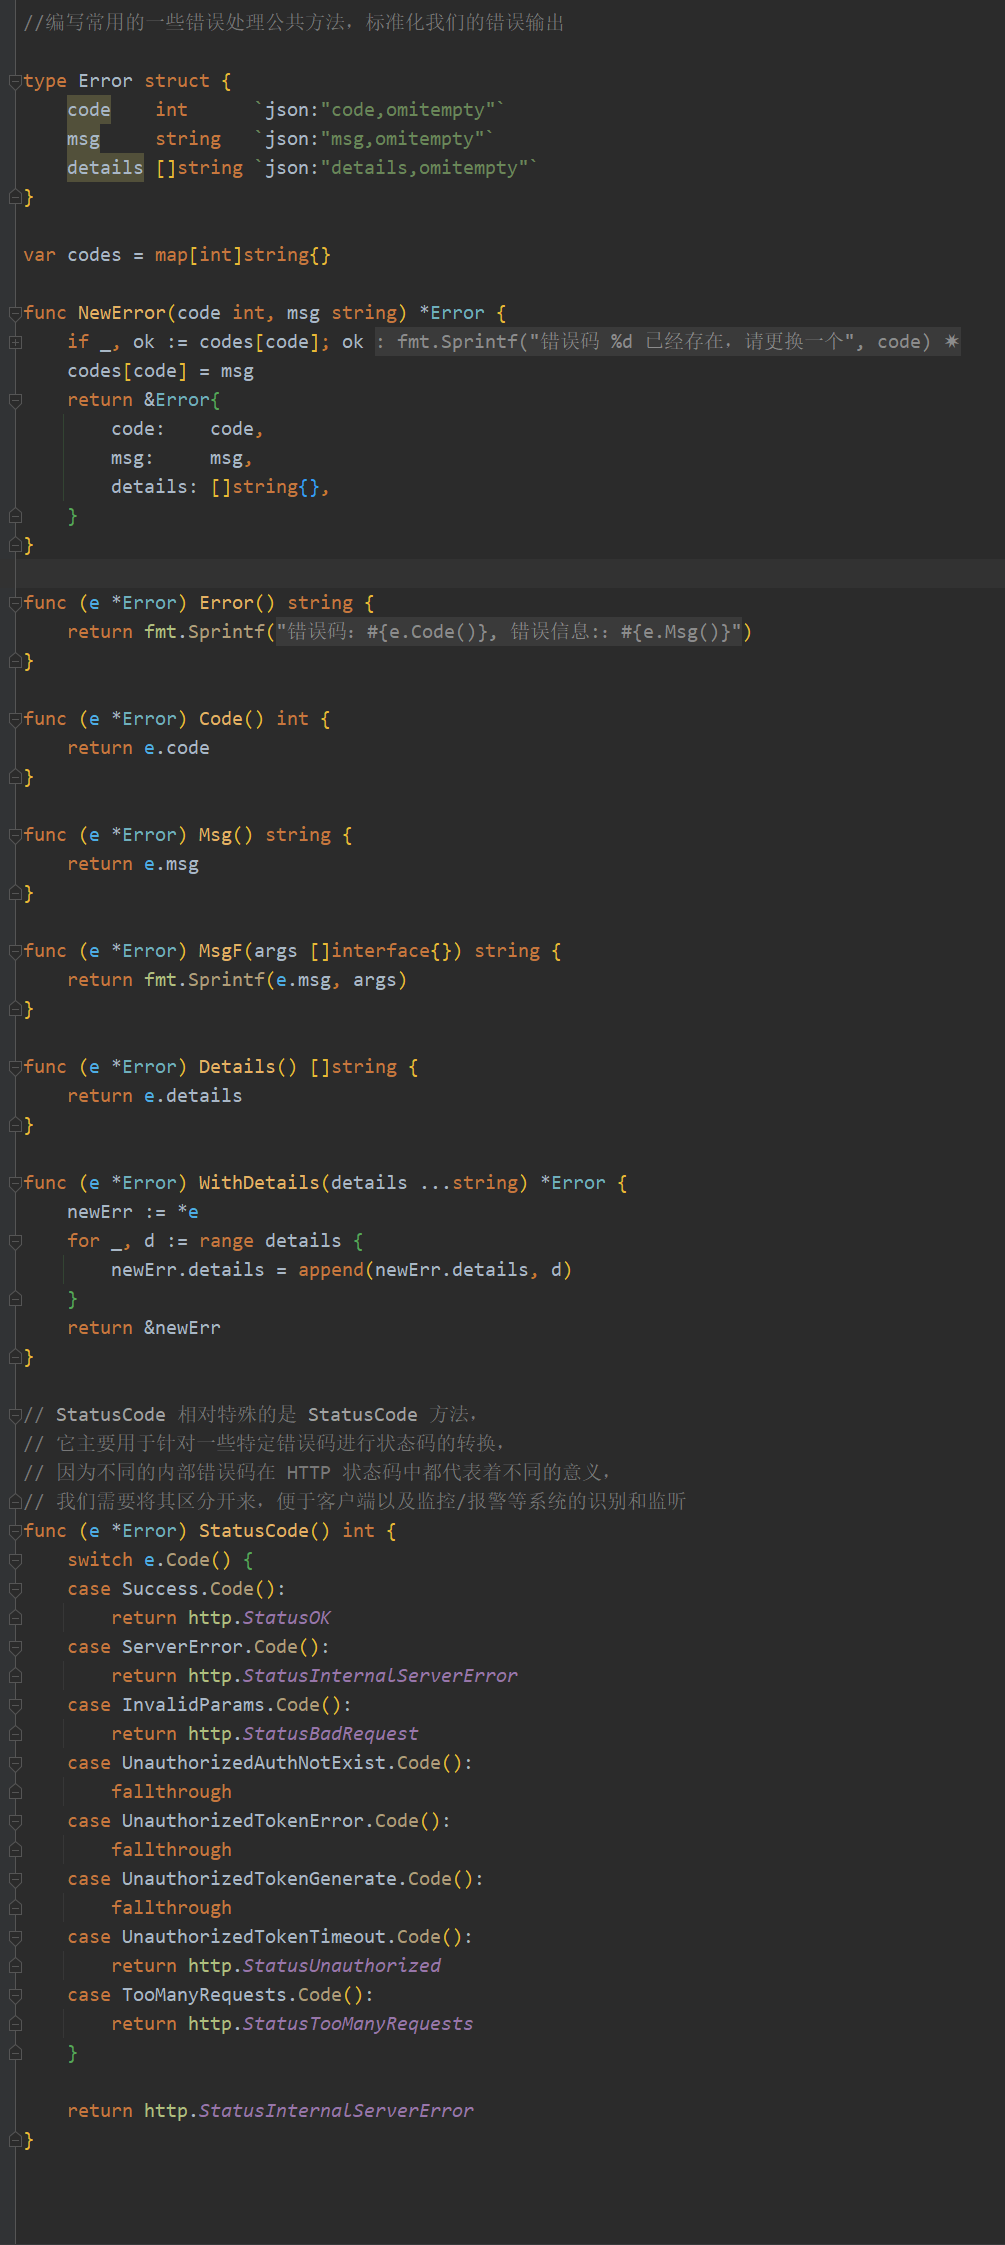 //编写常用的一些错误处理公共方法，标准化我们的错误输出
type Error struct {
code    int      `json:"code,omitempty"`
msg     string   `json:"msg,omitempty"`
details []string `json:"details,omitempty"`
}
var codes = map[int]string{}
func NewError(code int, msg string) *Error {
if _, ok := codes[code]; ok : fmt.Sprintf("错误码 %d 已经存在，请更换一个", code)
codes[code] = msg
return &Error{
code:    code,
msg:     msg,
details: []string{},
}
}
func (e *Error) Error() string {
return fmt.Sprintf("错误码：#{e.Code()}, 错误信息:：#{e.Msg()}")
}
func (e *Error) Code() int {
return e.code
}
func (e *Error) Msg() string {
return e.msg
}
func (e *Error) MsgF(args []interface{}) string {
return fmt.Sprintf(e.msg, args)
}
func (e *Error) Details() []string {
return e.details
}
func (e *Error) WithDetails(details ...string) *Error {
newErr := *e
for _, d := range details {
newErr.details = append(newErr.details, d)
}
return &newErr
}
// StatusCode 相对特殊的是 StatusCode 方法，
// 它主要用于针对一些特定错误码进行状态码的转换，
// 因为不同的内部错误码在 HTTP 状态码中都代表着不同的意义，
// 我们需要将其区分开来，便于客户端以及监控/报警等系统的识别和监听
func (e *Error) StatusCode() int {
switch e.Code() {
case Success.Code():
return http.StatusOK
case ServerError.Code():
return http.StatusInternalServerError
case InvalidParams.Code():
return http.StatusBadRequest
case UnauthorizedAuthNotExist.Code():
fallthrough
case UnauthorizedTokenError.Code():
fallthrough
case UnauthorizedTokenGenerate.Code():
fallthrough
case UnauthorizedTokenTimeout.Code():
return http.StatusUnauthorized
case TooManyRequests.Code():
return http.StatusTooManyRequests
}
return http.StatusInternalServerError
}